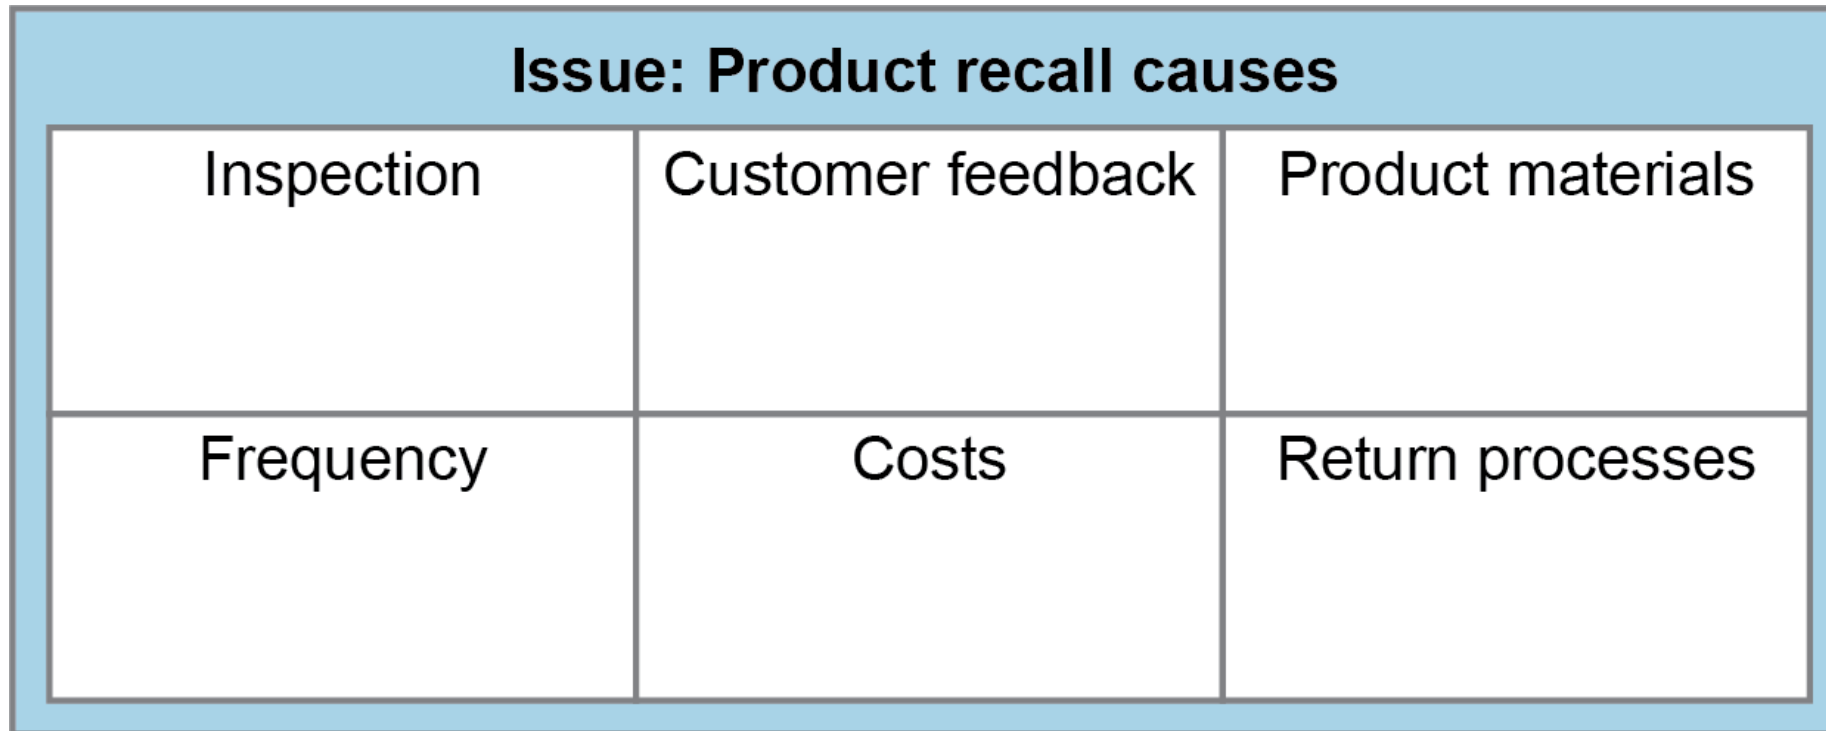 Issue: Product recall causes
Inspection
Customer feedback
Product materials
Frequency
Costs
Return processes